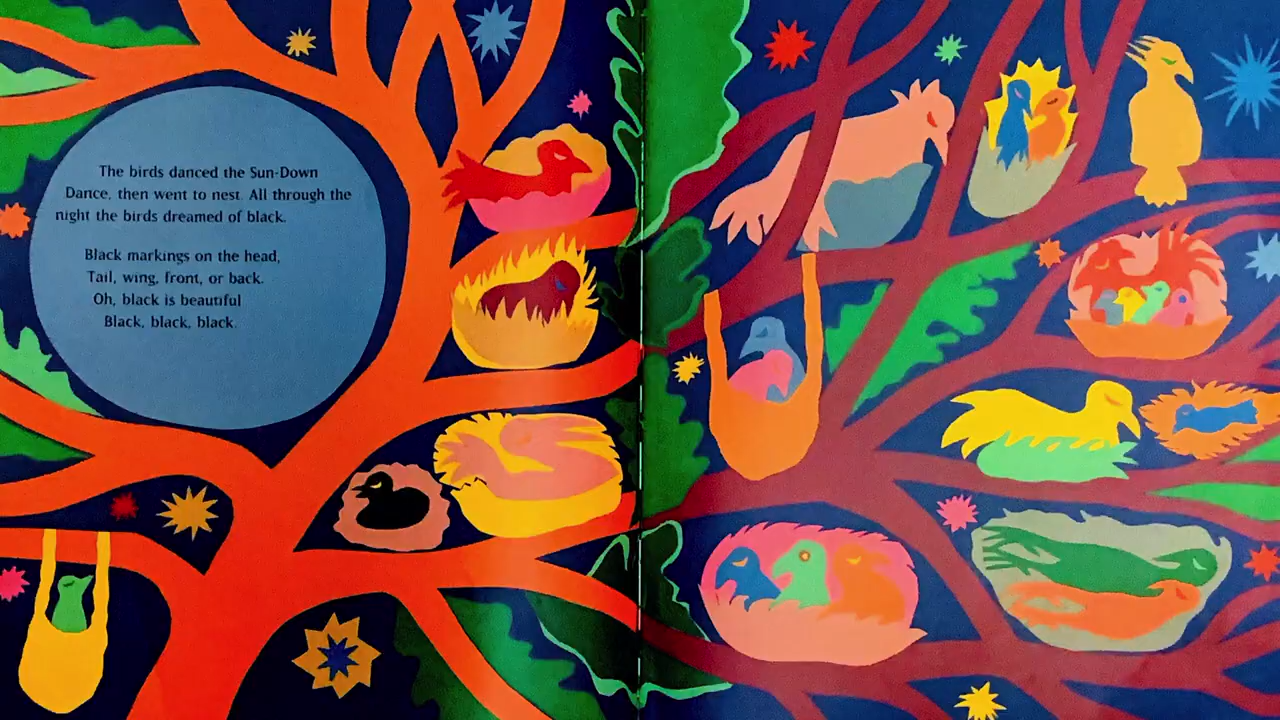 The birds danced the Sun-Down
Dance, then went to nest. All through the
night the birds dreamed of black.
Black markings on the head,
Tail, wing, front, or back.
Oh, black is beautiful
Black, black, black.